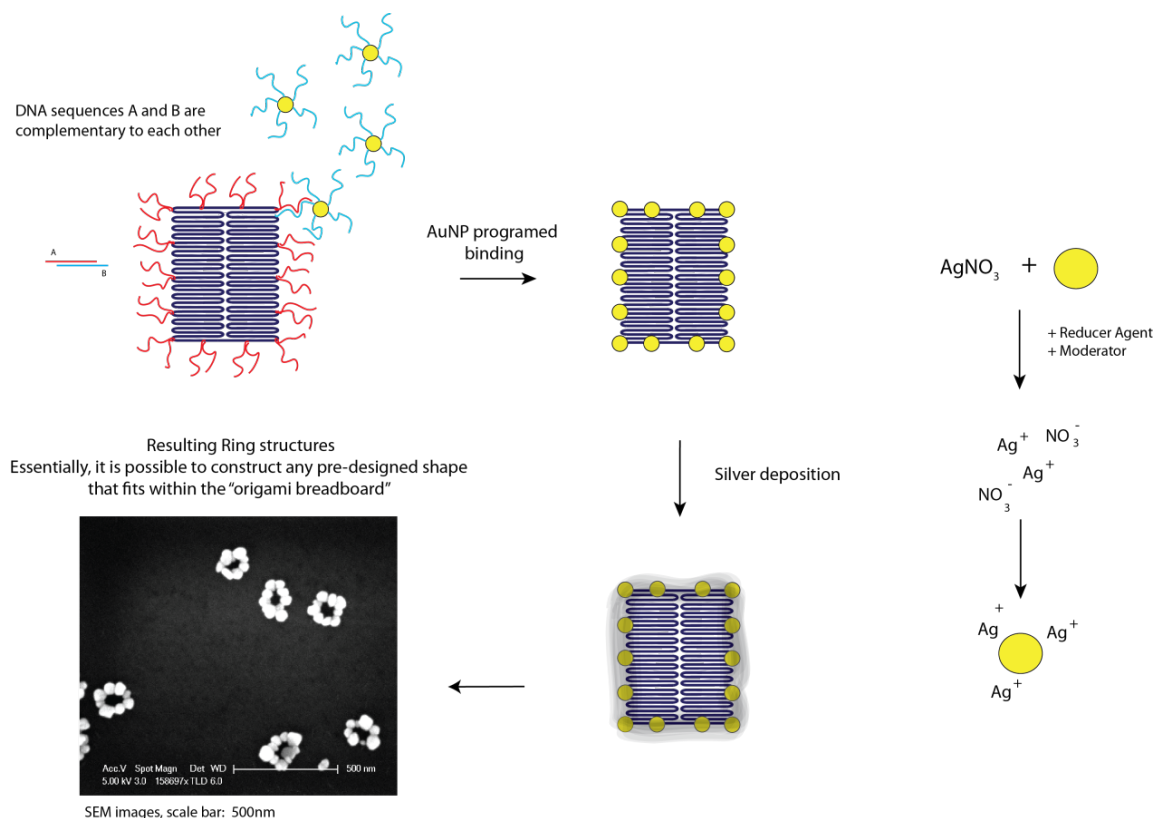 DNA sequences A and B are
complementary to each other
A
B
AuNP programed
binding
AgNO3 +
+ Reducer Agent
+ Moderator
Ag+ NO3-
Ag+
NO3-
Silver deposition
Ag+
Ag+
Ag+
Resulting Ring structures
Essentially, it is possible to construct any pre-designed shape
that fits within the "origami breadboard"
Acc.V Spot Magn Det WD
5.00 kV 3.0 158697x TLD 6.0 500 nm
SEM images, scale bar: 500nm